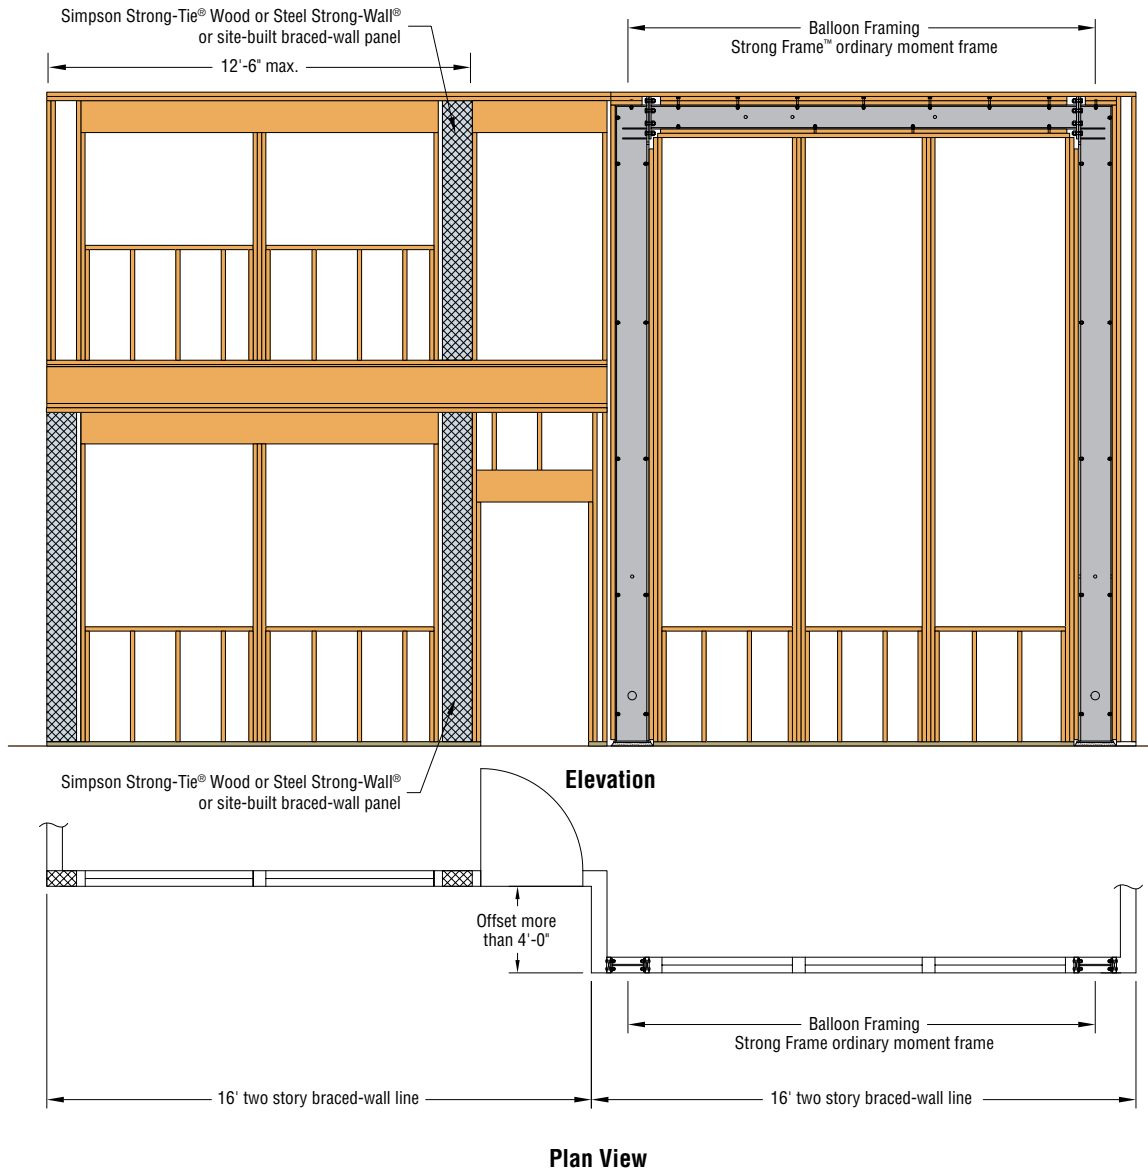 Simpson Strong-Tie® Wood or Steel Strong-Wall®
or site-built braced-wall panel
12'-6" max.
Balloon Framing
Strong Frame™ ordinary moment frame
Simpson Strong-Tie® Wood or Steel Strong-Wall®
or site-built braced-wall panel
Elevation
Offset more
than 4'-0"
Balloon Framing
Strong Frame ordinary moment frame
16' two story braced-wall line
16' two story braced-wall line
Plan View